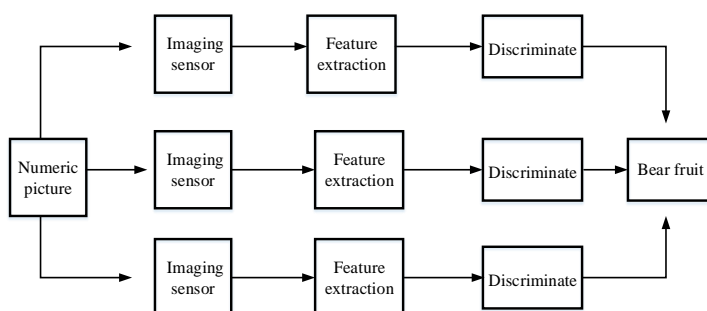 Imaging
sensor
Feature
extraction
Discriminate
Numeric
picture
Imaging
sensor
Feature
extraction
Discriminate
Bear fruit
Imaging
sensor
Feature
extraction
Discriminate